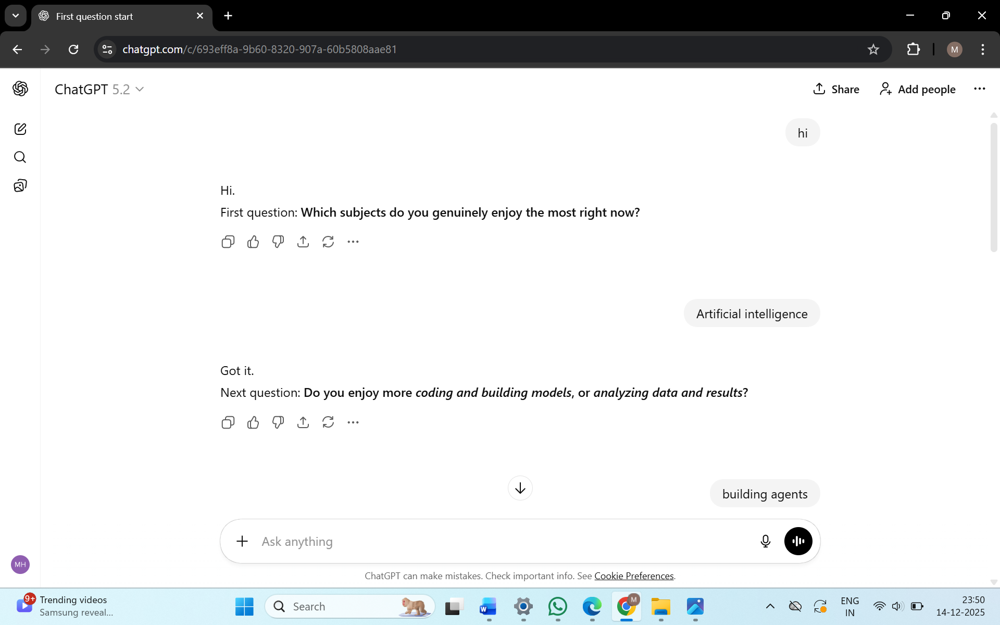 First question start
chatgpt.com/c/693eff8a-9b60-8320-907a-60b5808aae81
M
ChatGPT 5.2
Share
Add people
hi
Hi.
First question: Which subjects do you genuinely enjoy the most right now?
Artificial intelligence
Got it.
Next question: Do you enjoy more coding and building models, or analyzing data and results?
building agents
Ask anything
MH
ChatGPT can make mistakes. Check important info. See Cookie Preferences.
9+
Trending videos
Samsung reveal...
Search
W
M
ENG
IN
23:50
14-12-2025